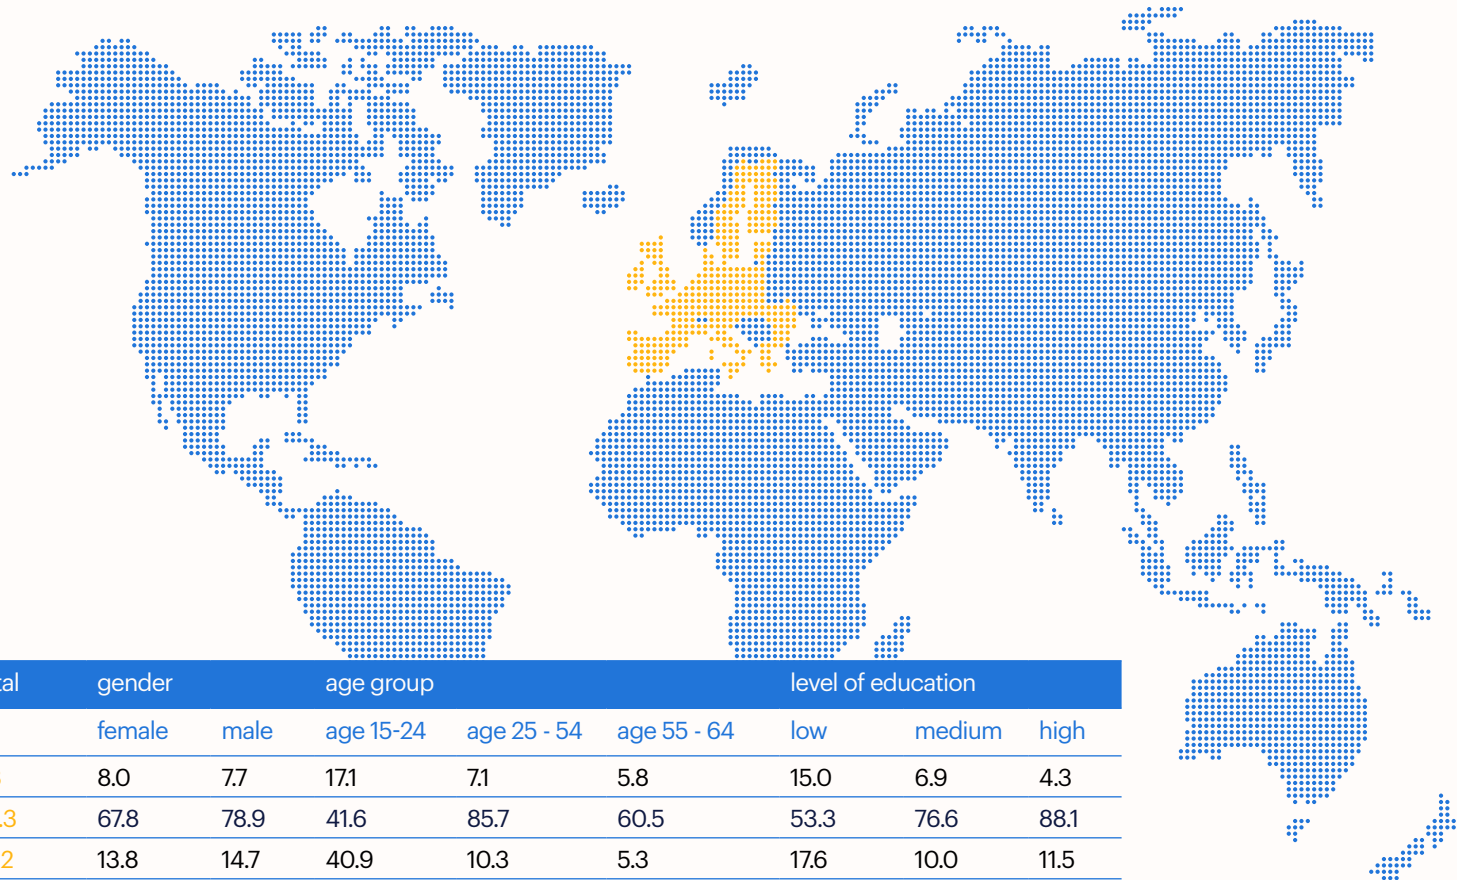 tal gender age group level of education
female male age 15-24 age 25 - 54 age 55 - 64 low medium high
8.0 7.7 17.1 7.1 5.8 15.0 6.9 4.3
.3 67.8 78.9 41.6 85.7 60.5 53.3 76.6 88.1
2 13.8 14.7 40.9 10.3 5.3 17.6 10.0 11.5